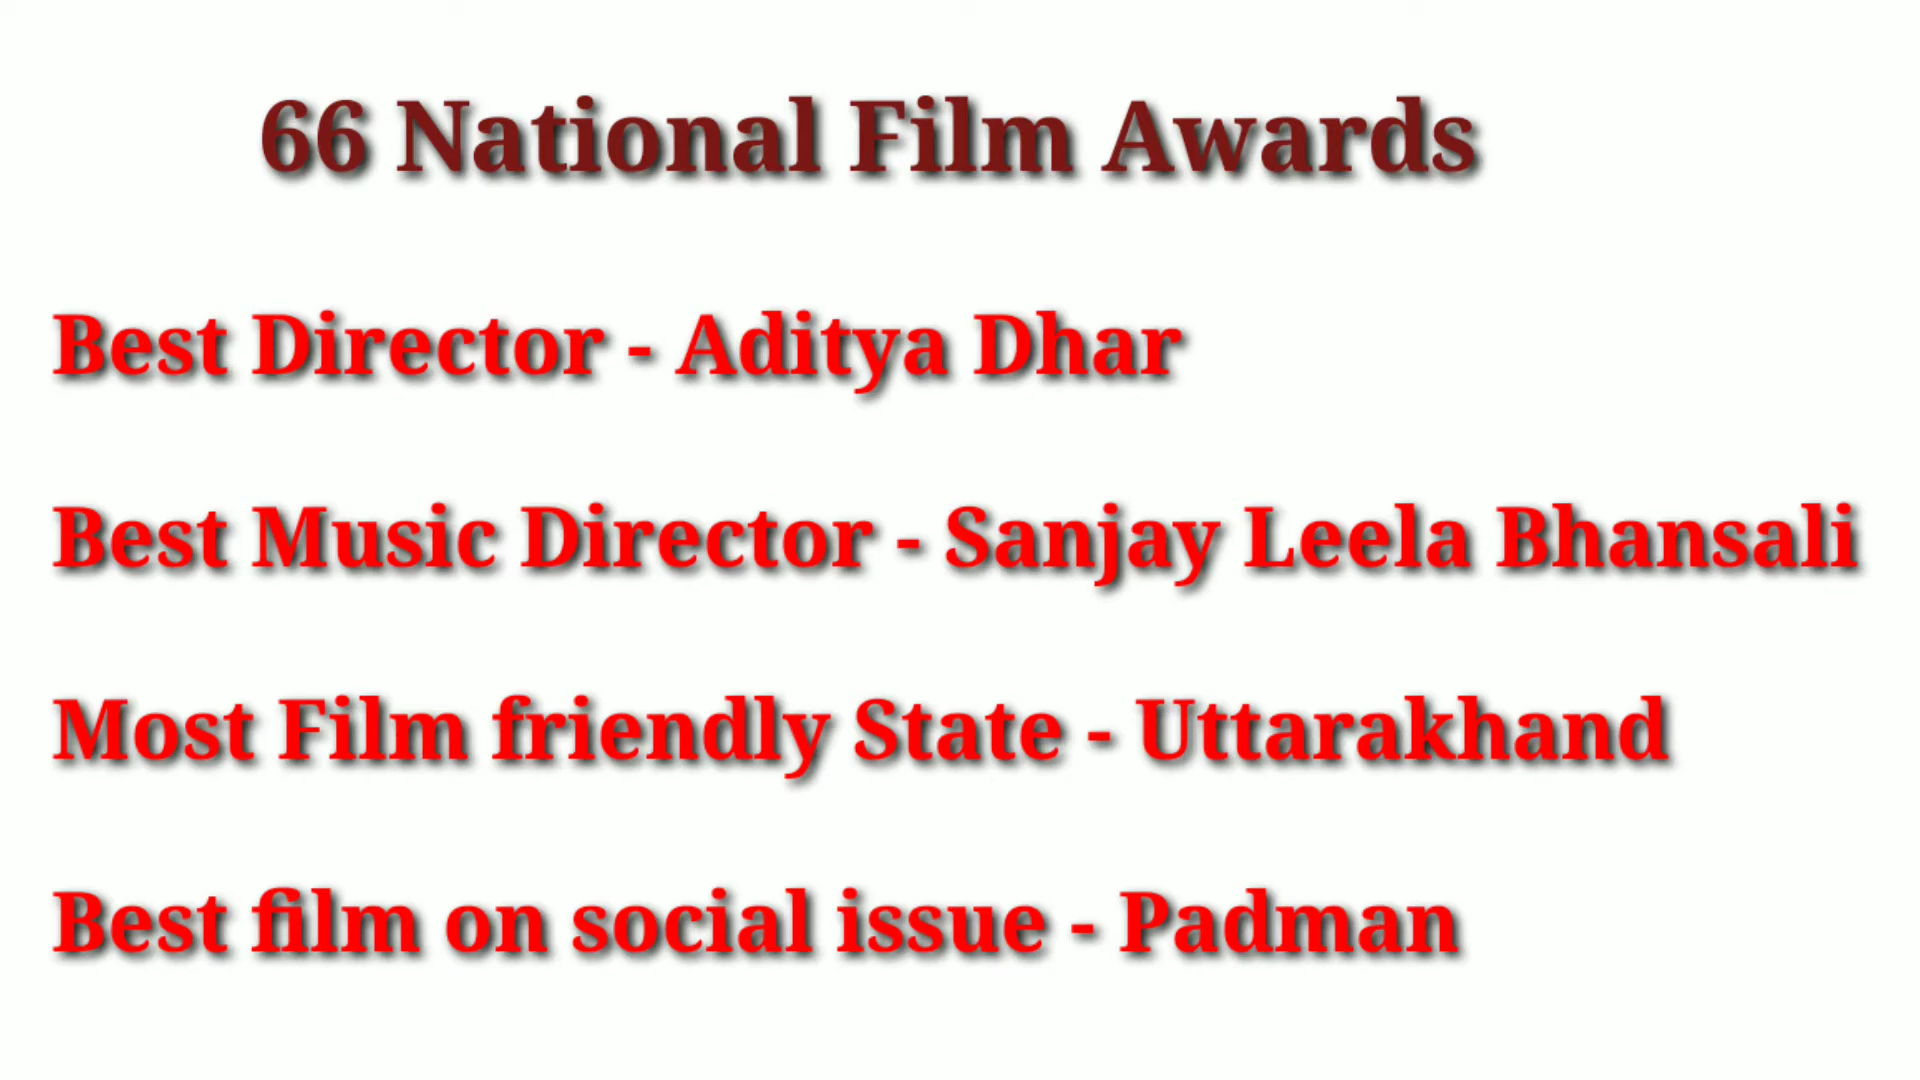 66 National Film Awards
Best Director - Aditya Dhar
Best Music Director - Sanjay Leela Bhansali
Most Film friendly State - Uttarakhand
Best film on social issue - Padman